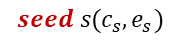 seed s(cₛ, eₛ)